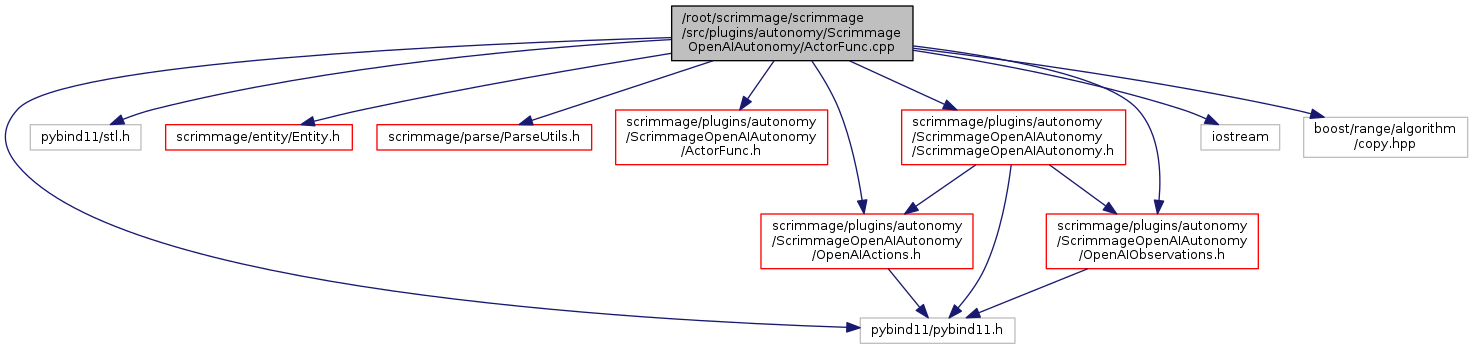 /root/scrimmage/scrimmage
/src/plugins/autonomy/Scrimmage
OpenAIAutonomy/ActorFunc.cpp
pybind11/stl.h
scrimmage/entity/Entity.h
scrimmage/parse/ParseUtils.h
scrimmage/plugins/autonomy
/ScrimmageOpenAIAutonomy
/ActorFunc.h
scrimmage/plugins/autonomy
/ScrimmageOpenAIAutonomy
/ScrimmageOpenAIAutonomy.h
iostream
boost/range/algorithm
/copy.hpp
scrimmage/plugins/autonomy
/ScrimmageOpenAIAutonomy
/OpenAIActions.h
scrimmage/plugins/autonomy
/ScrimmageOpenAIAutonomy
/OpenAIObservations.h
pybind11/pybind11.h